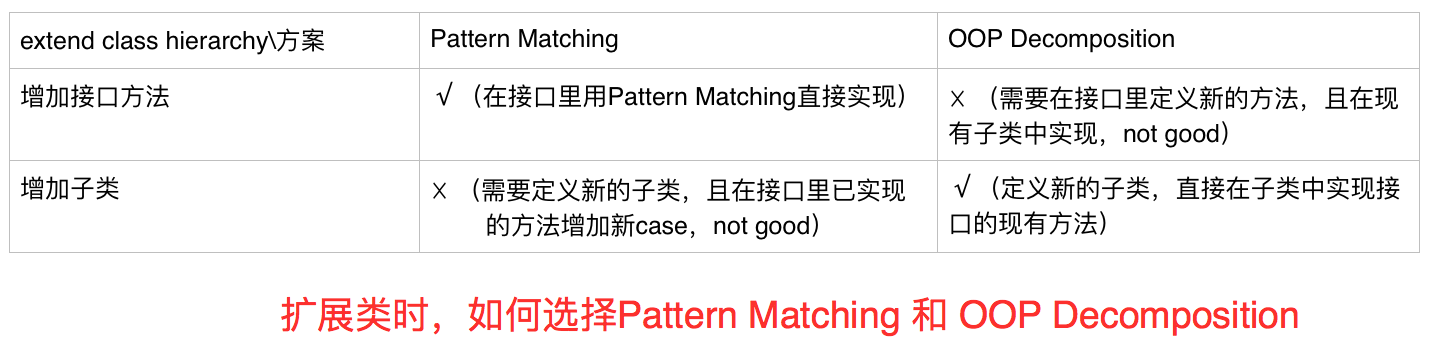 extend class hierarchy\方案
Pattern Matching
OOP Decomposition
增加接口方法
√（在接口里用Pattern Matching直接实现）
×（需要在接口里定义新的方法，且在现
有子类中实现，not good）
增加子类
×（需要定义新的子类，且在接口里已实现
的方法增加新case，not good）
√（定义新的子类，直接在子类中实现接
口的现有方法）
扩展类时，如何选择Pattern Matching 和 OOP Decomposition